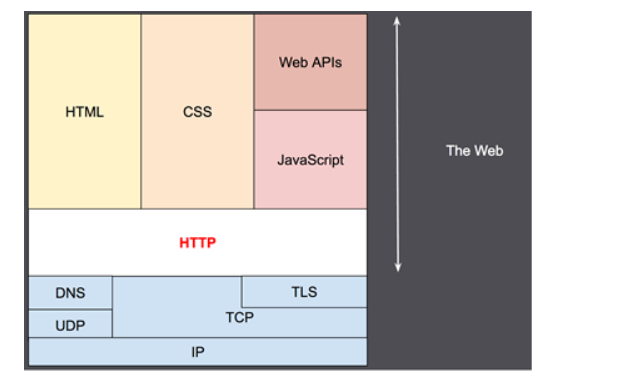 Web APIs
HTML
CSS
JavaScript
The Web
HTTP
DNS
TLS
UDP
TCP
IP